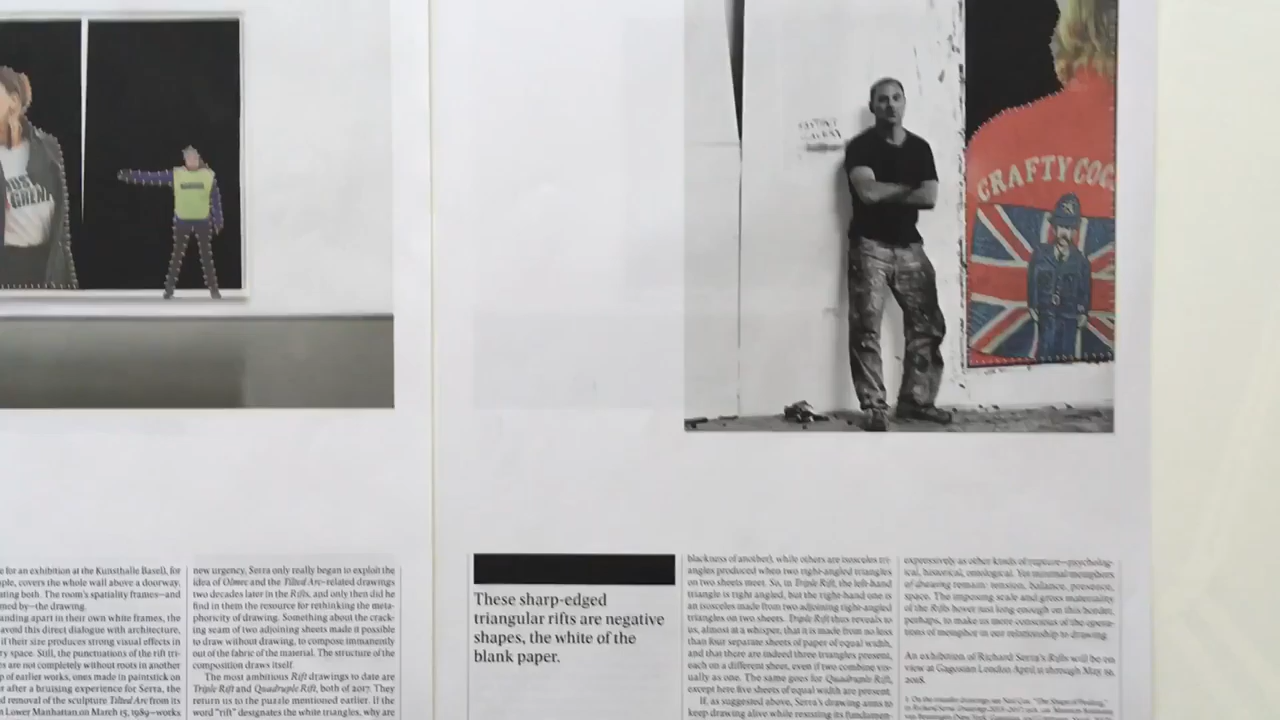 GREN
CRAFTY COC
e for an exhibition at the Kunsthalle Basell, for
ple, covers the whole wall above a doorway.
ating both. The room's spatiality frames—and
med by—the drawing.
anding apart in their own white frames, the
avoid this direct dialogue with architecture,
if their size produces strong visual effects in
ry space. Still, the punctuations of the rift tri-
s are not completely without roots in another
p of earlier works, ones made in paintstick on
r after a bruising experience for Serra, the
d removal of the sculpture Tilted Arc from its
n Lower Manhattan on March 15, 1989—works
new urgency, Serra only really began to exploit the
idea of Olmec and the Tilted Arc-related drawings
two decades later in the Rifts, and only then did he
find in them the resource for rethinking the meta-
phoricity of drawing. Something about the crack-
ing seam of two adjoining sheets made it possible
to draw without drawing, to compose immanently
out of the fabric of the material. The structure of the
composition draws itself.
The most ambitious Rift drawings to date are
Triple Rift and Quadruple Rift, both of 2017. They
return us to the puzzle mentioned earlier. If the
word "rift" designates the white triangles, why are
These sharp-edged
triangular rifts are negative
shapes, the white of the
blank paper.
blackness of another), while others are isosceles tri-
angles produced when two right-angled triangles
on two sheets meet. So, in Triple Rift, the left-hand
triangle is right angled, but the right-hand one is
an isosceles made from two adjoining right-angled
triangles on two sheets. Triple Rift thus reveals to
us, almost at a whisper, that it is made from no less
than four separate sheets of paper of equal width,
and that there are indeed three triangles present,
each on a different sheet, even if two combine vis-
ually as one. The same goes for Quadruple Rift,
except here five sheets of equal width are present.
If, as suggested above, Serra's drawing aims to
keep drawing alive while resisting its fundamen-
expressively as other kinds of rupture—psycholog-
ical, historical, ontological. Yet minimal metaphors
of drawing remain: tension, balance, presence,
space. The imposing scale and gross materiality
of the Rifts hover just long enough on this border,
perhaps, to make us more conscious of the opera-
tions of metaphor in our relationship to drawing.
An exhibition of Richard Serra's Rifts will be on
view at Gagosian London April 11 through May 19,
2018.